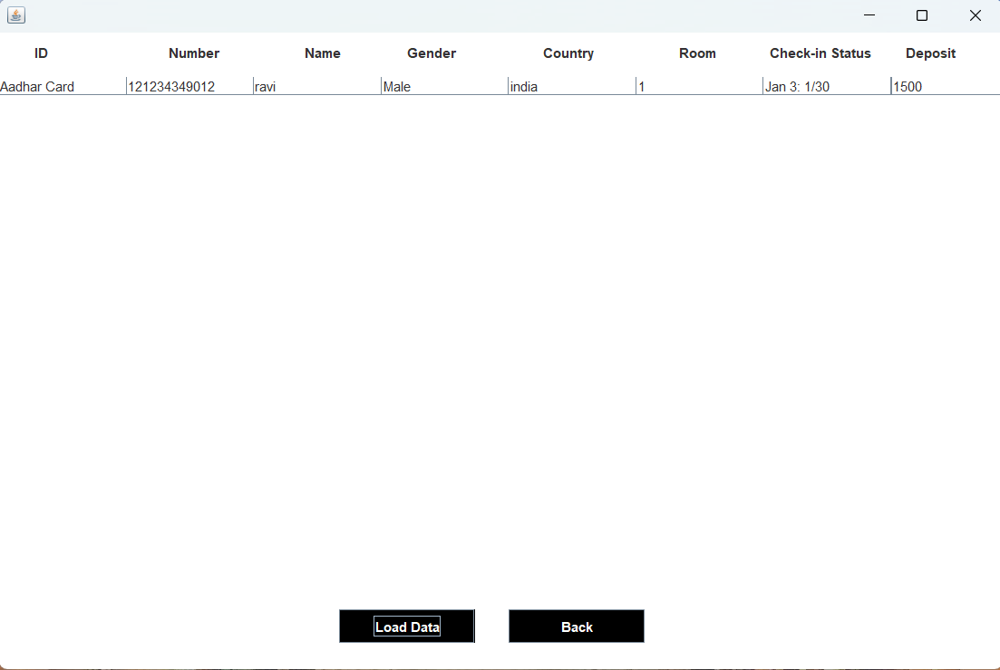 ID Number Name Gender Country Room Check-in Status Deposit
Aadhar Card 121234349012 ravi Male india 1 Jan 3: 1/30 1500
Load Data Back